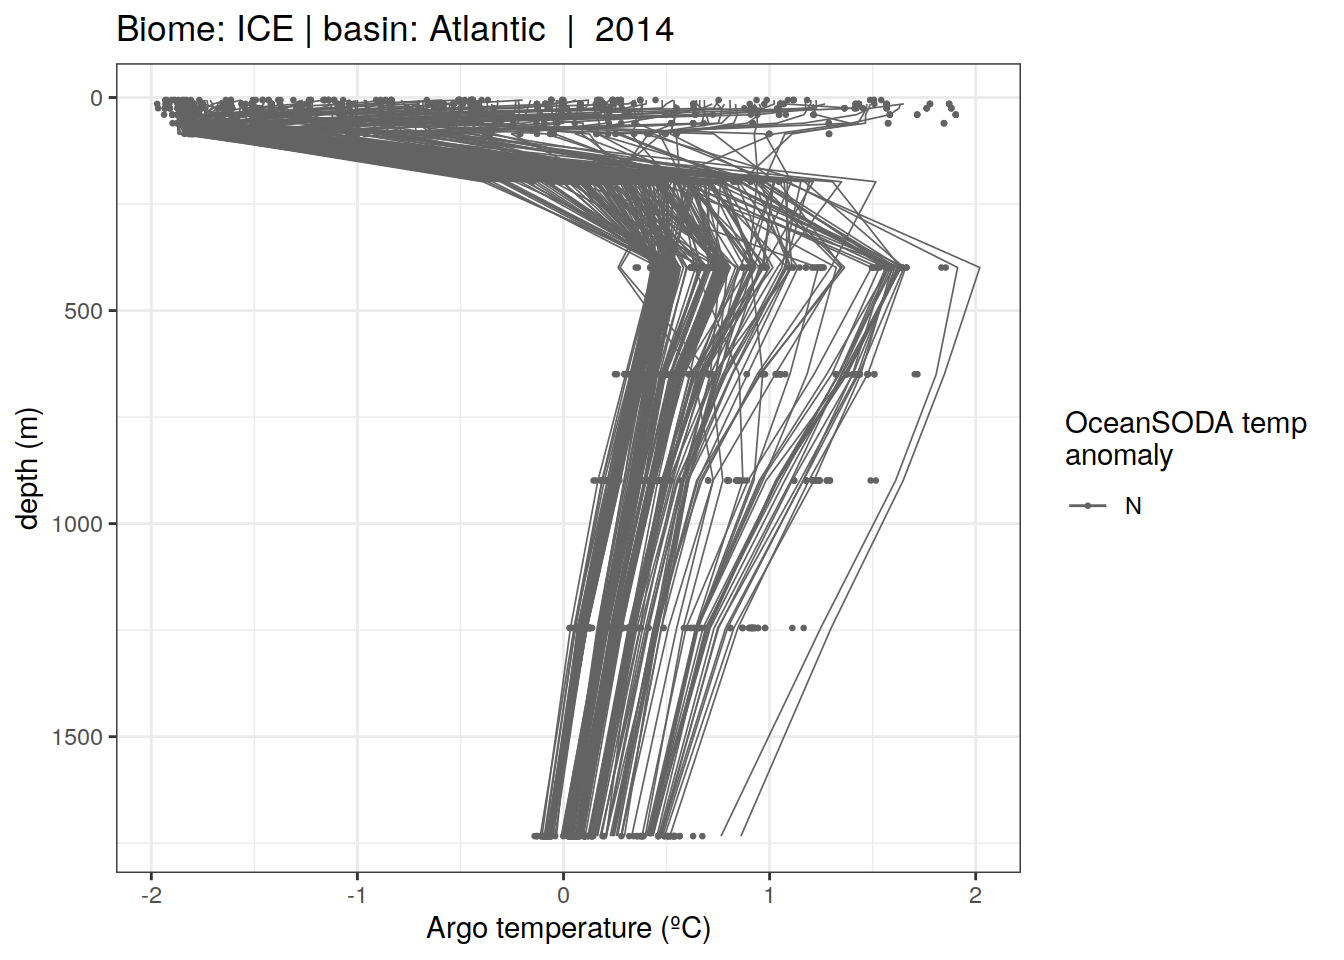 Biome: ICE | basin: Atlantic  |  2014
0
500
1000
1500
depth (m)
-2
-1
0
1
2
Argo temperature (ºC)
OceanSODA temp
anomaly
N